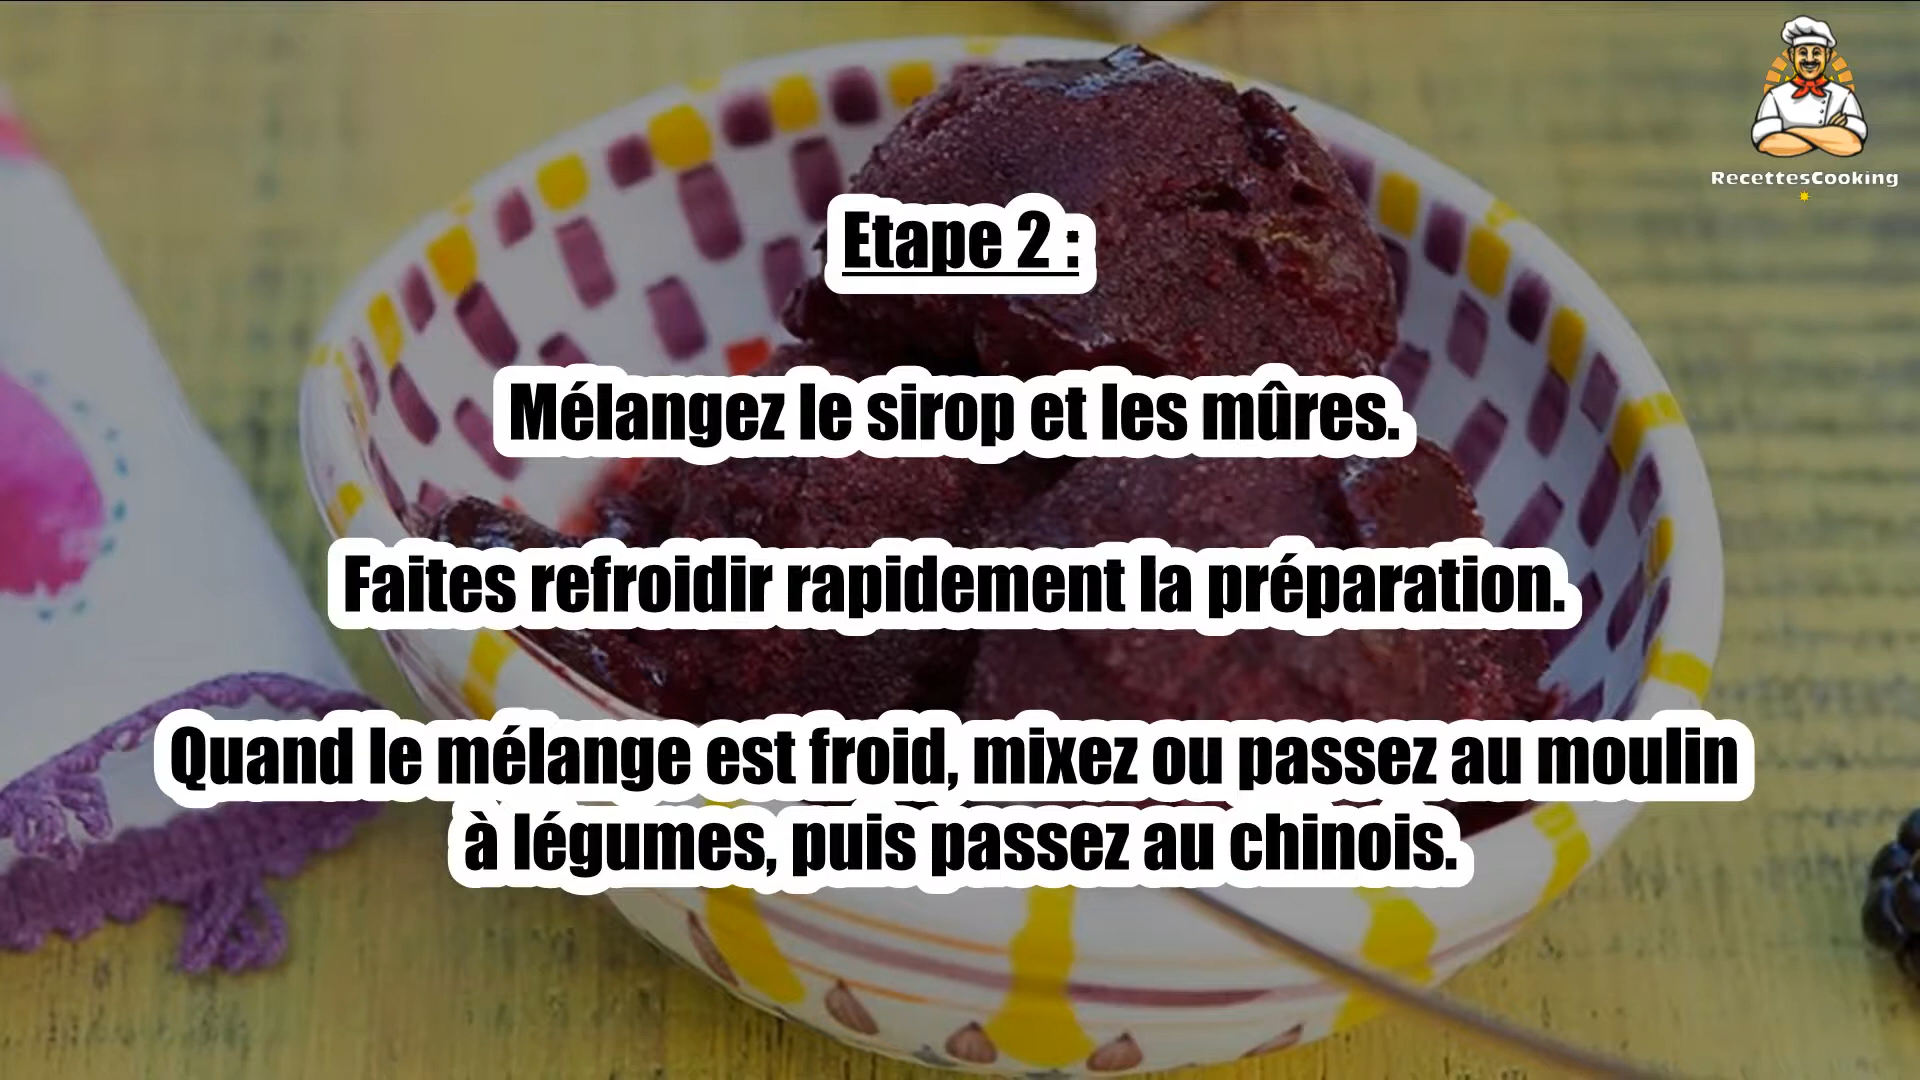 RecettesCooking
Etape 2 :
Mélangez le sirop et les mûres.
Faites refroidir rapidement la préparation.
Quand le mélange est froid, mixez ou passez au moulin
à légumes, puis passez au chinois.